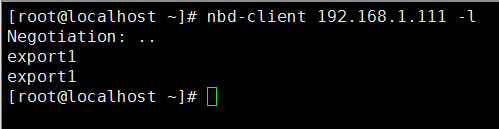 [root@localhost ~]# nbd-client 192.168.1.111 -l
Negotiation: ..
export1
export1
[root@localhost ~]#